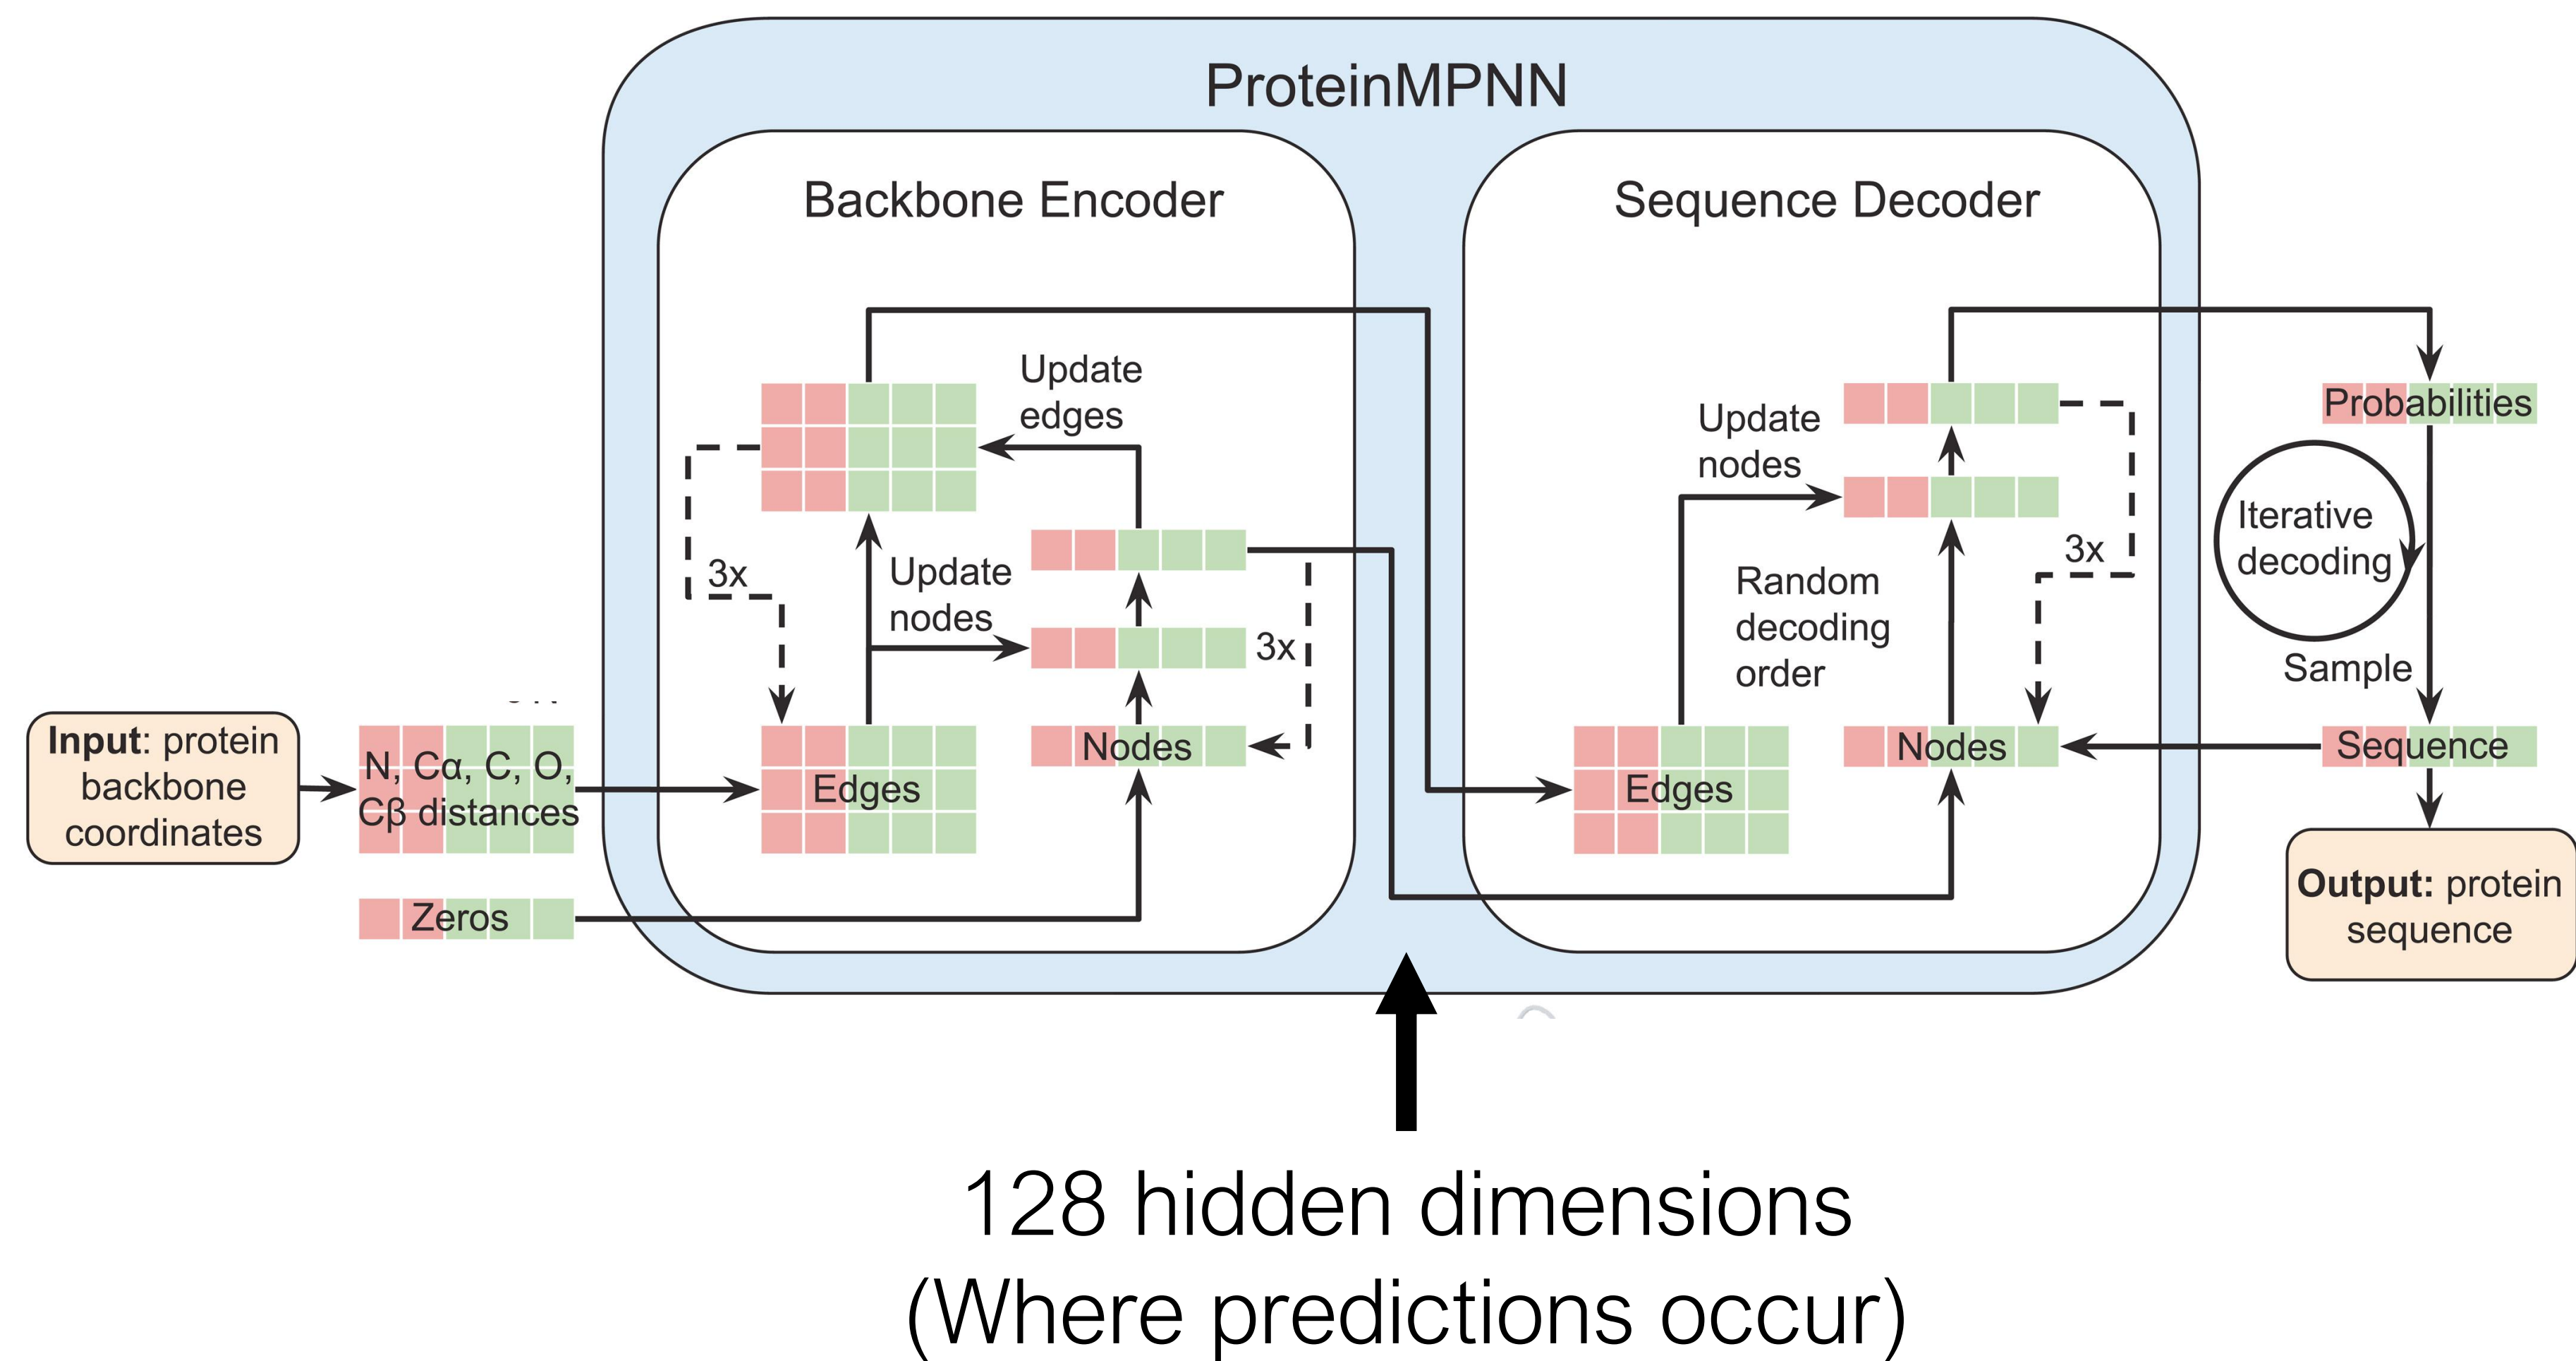 ProteinMPNN
Backbone Encoder
Sequence Decoder
Update
edges
Update
nodes
Probabilities
Iterative
decoding
3x
Update
nodes
3x
Random
decoding
order
3x
Sample
Input: protein
backbone
coordinates
N, Cα, C, O,
Cβ distances
Edges
Nodes
Edges
Nodes
Sequence
Zeros
Output: protein
sequence
128 hidden dimensions
(Where predictions occur)